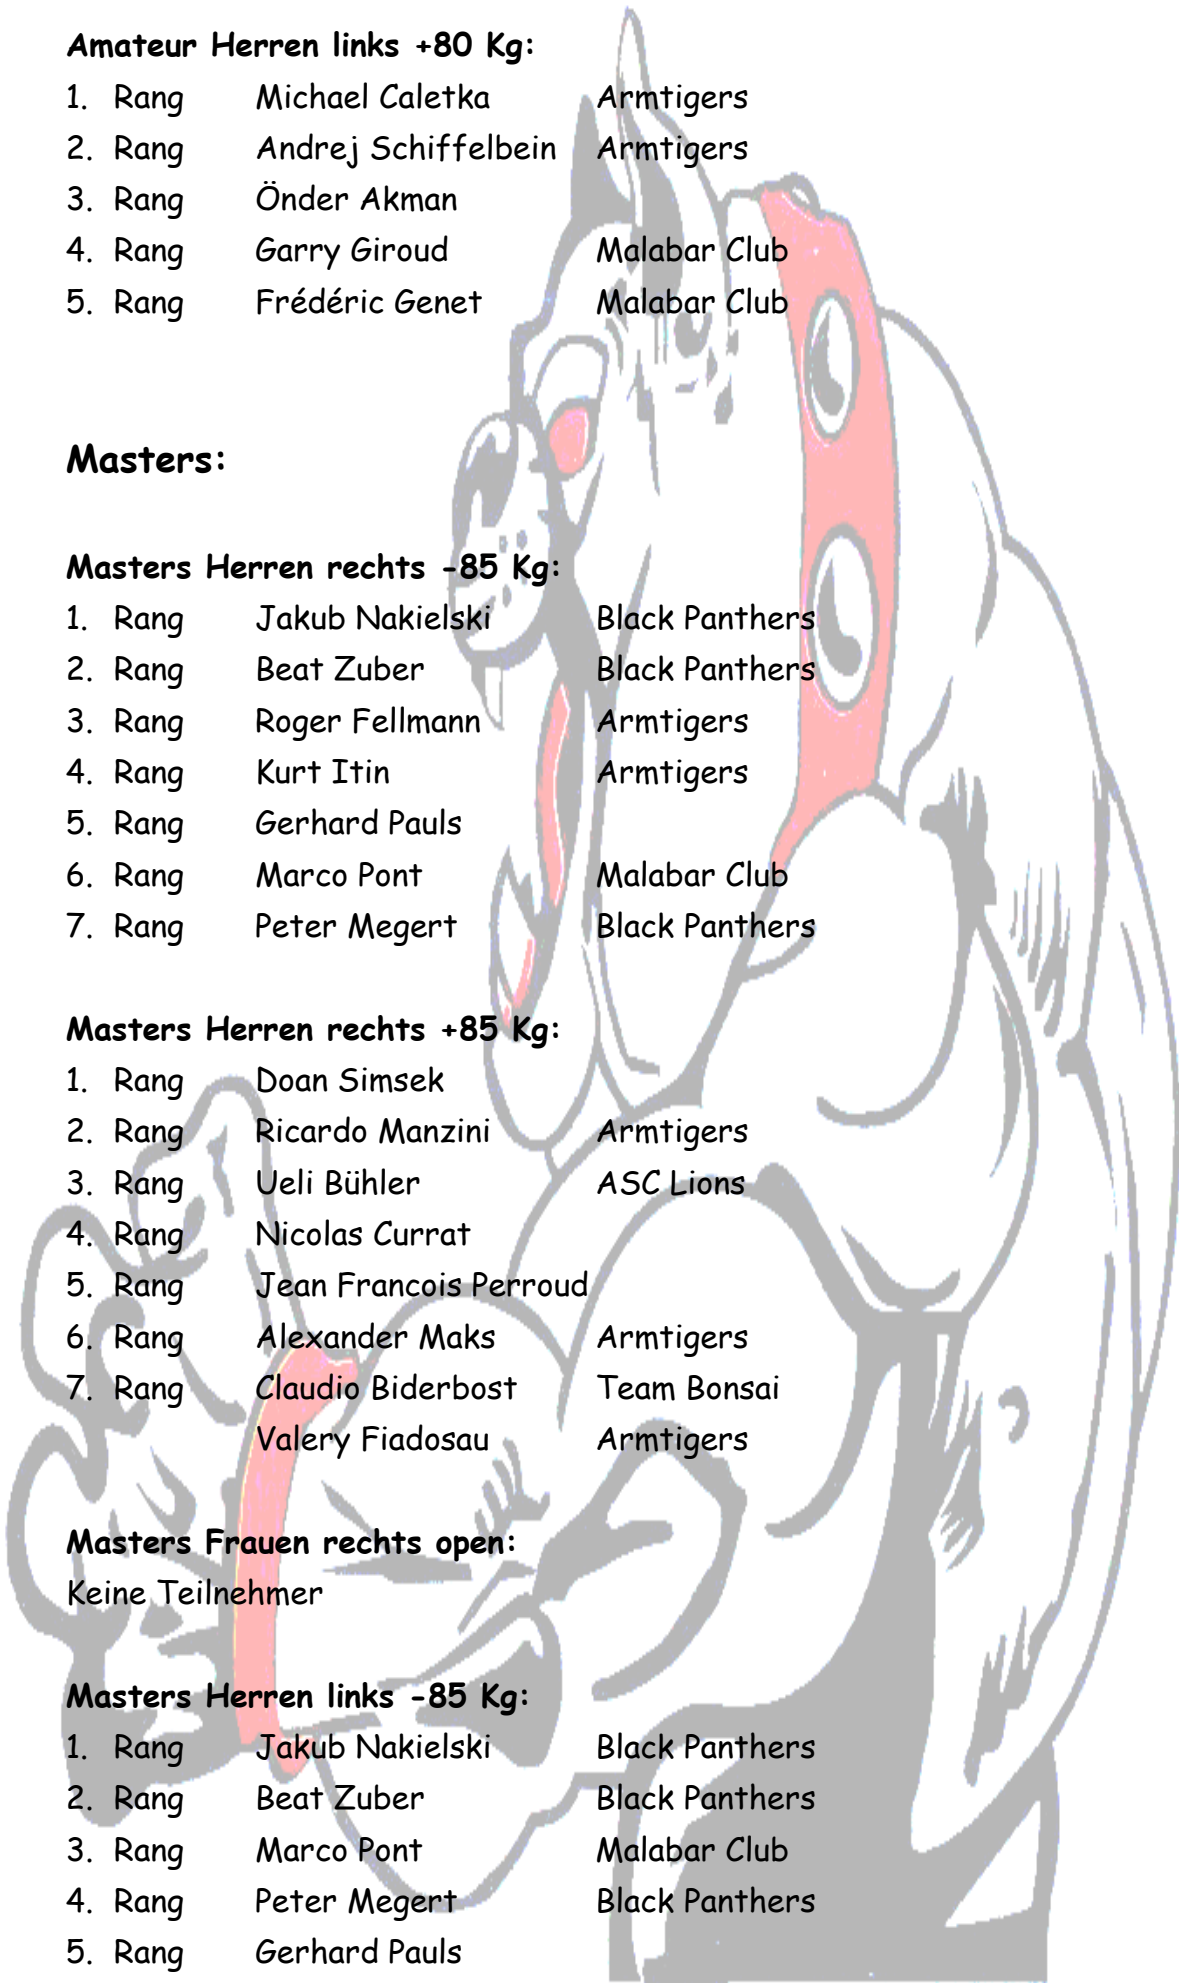 Amateur Herren links +80 Kg:
1. Rang Michael Caletka Armtigers
2. Rang Andrej Schiffelbein Armtigers
3. Rang Önder Akman
4. Rang Garry Giroud Malabar Club
5. Rang Frédéric Genet Malabar Club
Masters:
Masters Herren rechts -85 Kg:
1. Rang Jakub Nakielski Black Panthers
2. Rang Beat Zuber Black Panthers
3. Rang Roger Fellmann Armtigers
4. Rang Kurt Itin Armtigers
5. Rang Gerhard Pauls
6. Rang Marco Pont Malabar Club
7. Rang Peter Megert Black Panthers
Masters Herren rechts +85 Kg:
1. Rang Doan Simsek
2. Rang Ricardo Manzini Armtigers
3. Rang Ueli Bühler ASC Lions
4. Rang Nicolas Currat
5. Rang Jean Francois Perroud
6. Rang Alexander Maks Armtigers
7. Rang Claudio Biderbost Team Bonsai
Valery Fiadosau Armtigers
Masters Frauen rechts open:
Keine Teilnehmer
Masters Herren links -85 Kg:
1. Rang Jakub Nakielski Black Panthers
2. Rang Beat Zuber Black Panthers
3. Rang Marco Pont Malabar Club
4. Rang Peter Megert Black Panthers
5. Rang Gerhard Pauls